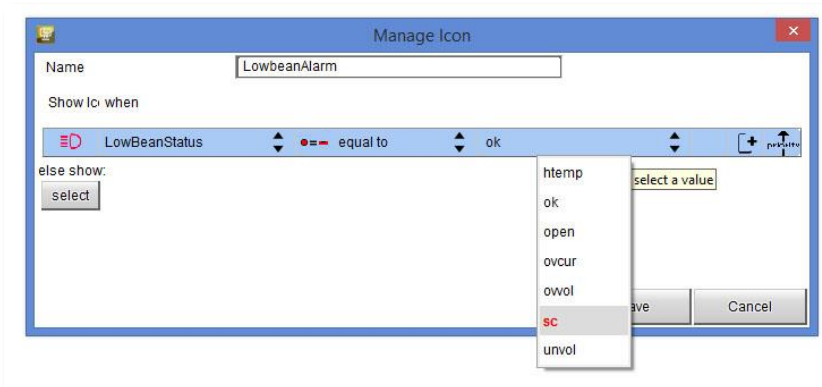 Manage Icon
Name LowbeanAlarm
Show Ic when
LowBeanStatus equal to ok priority
else show:
select
htemp
select a value
ok
open
ovcur
ovvol
sc
unvol
ave Cancel